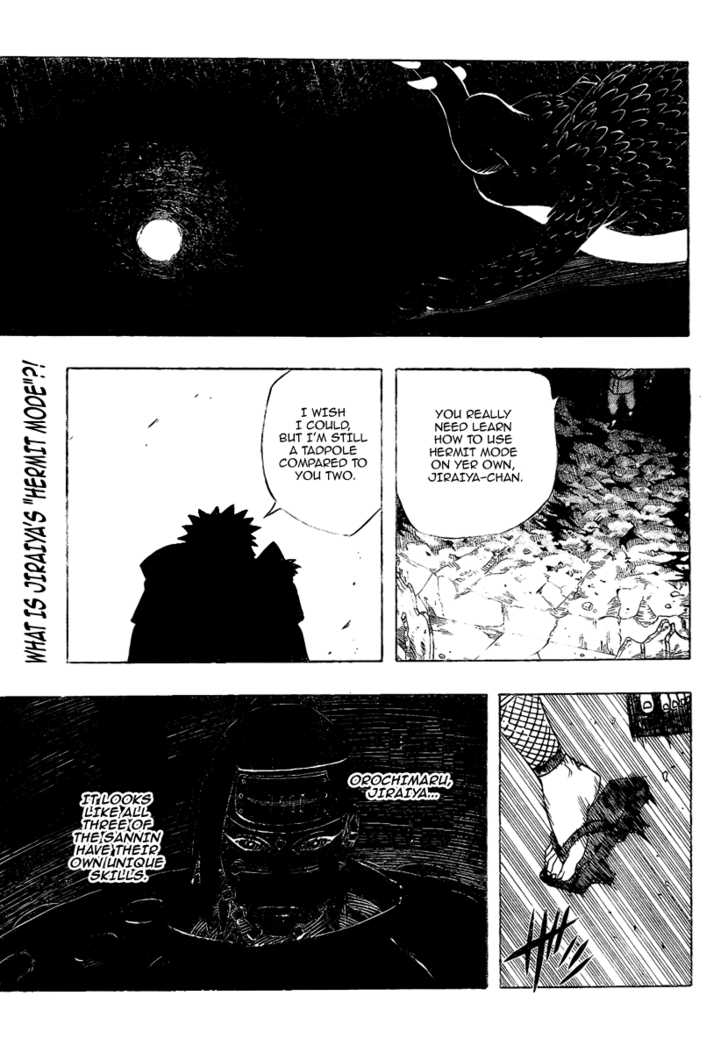 WHAT IS JIRAIYA'S "HERMIT MODE"?!
YOU REALLY
NEED LEARN
HOW TO USE
HERMIT MODE
ON YER OWN,
JIRAIYA-CHAN.
I WISH
I COULD,
BUT I'M STILL
A TADPOLE
COMPARED TO
YOU TWO.
OROCHIMARU,
JIRAIYA...
IT LOOKS
LIKE ALL
THREE OF
THE SANNIN
HAVE THEIR
OWN UNIQUE
SKILLS.